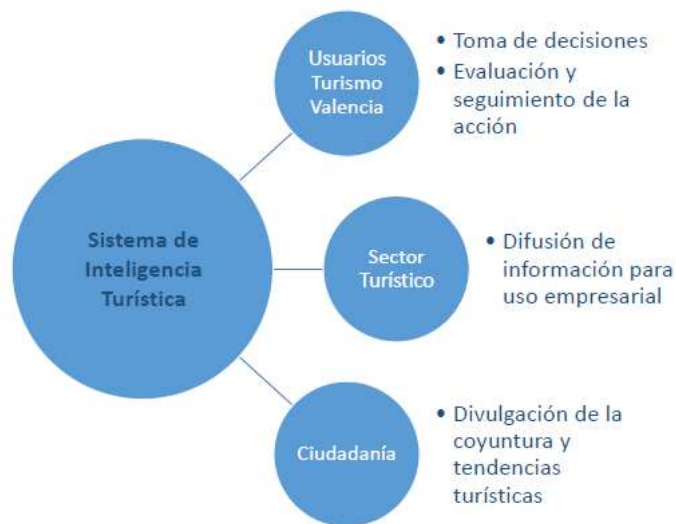 Sistema de
Inteligencia
Turística
Usuarios
Turismo
Valencia
• Toma de decisiones
• Evaluación y
seguimiento de la
acción
Sector
Turístico
• Difusión de
información para
uso empresarial
Ciudadanía
• Divulgación de la
coyuntura y
tendencias
turísticas